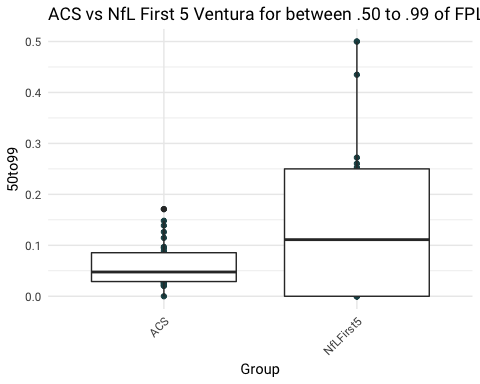 ACS vs NfL First 5 Ventura for between .50 to .99 of FPL
0.5
0.4
0.3
0.2
0.1
0.0
50to99
ACS
NfLFirst5
Group